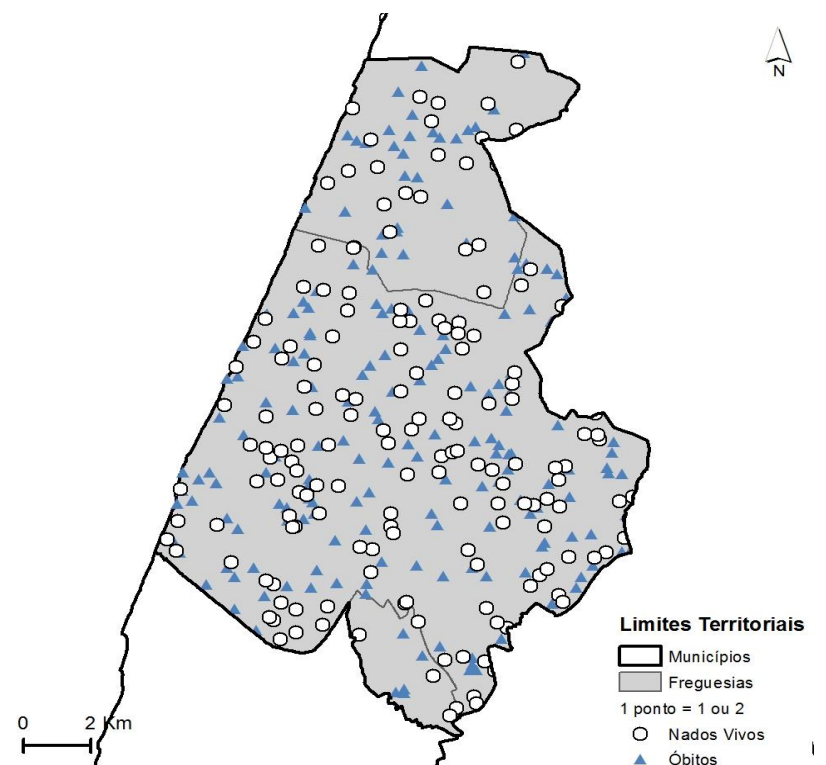 N
Limites Territoriais
Municípios
Freguesias
1 ponto = 1 ou 2
Nados Vivos
Óbitos
0 2 Km